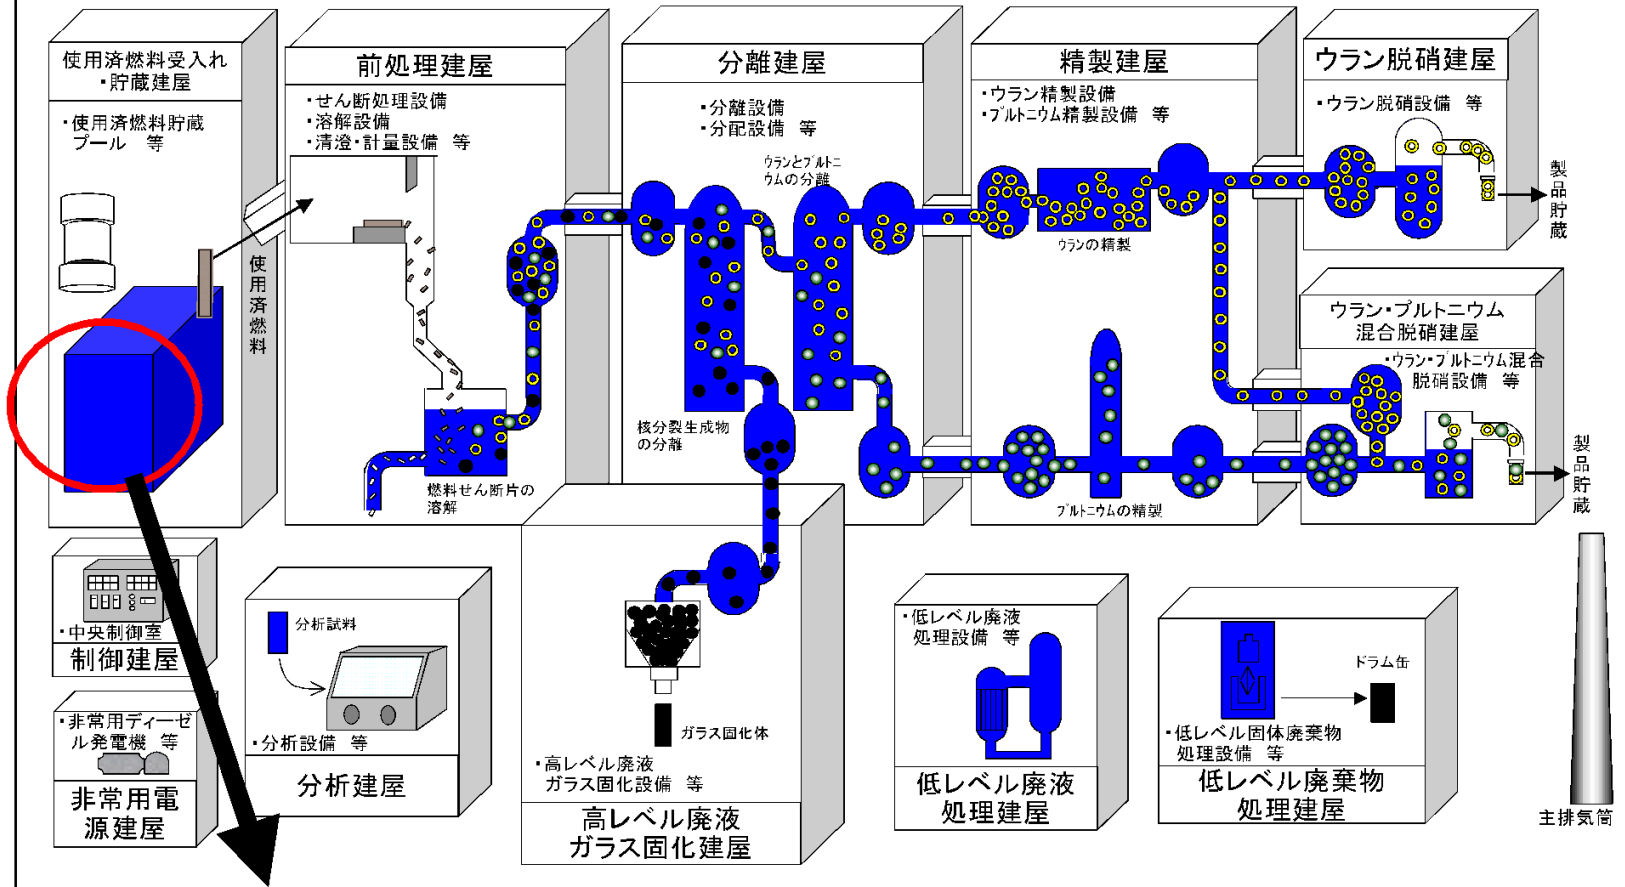 使用済燃料受入れ
・貯蔵建屋
・使用済燃料貯蔵
プール 等
使用済燃料
前処理建屋
・せん断処理設備
・溶解設備
・清澄・計量設備 等
燃料せん断片の
溶解
分離建屋
・分離設備
・分配設備 等
ウランとプルトニ
ウムの分離
核分裂生成物
の分離
精製建屋
・ウラン精製設備
・プルトニウム精製設備 等
ウランの精製
プルトニウムの精製
ウラン脱硝建屋
・ウラン脱硝設備 等
製品貯蔵
ウラン・プルトニウム
混合脱硝建屋
・ウラン・プルトニウム混合
脱硝設備 等
製品貯蔵
・中央制御室
制御建屋
・非常用ディーゼ
ル発電機 等
非常用電
源建屋
分析試料
・分析設備 等
分析建屋
ガラス固化体
・高レベル廃液
ガラス固化設備 等
高レベル廃液
ガラス固化建屋
・低レベル廃液
処理設備 等
低レベル廃液
処理建屋
ドラム缶
・低レベル固体廃棄物
処理設備 等
低レベル廃棄物
処理建屋
主排気筒